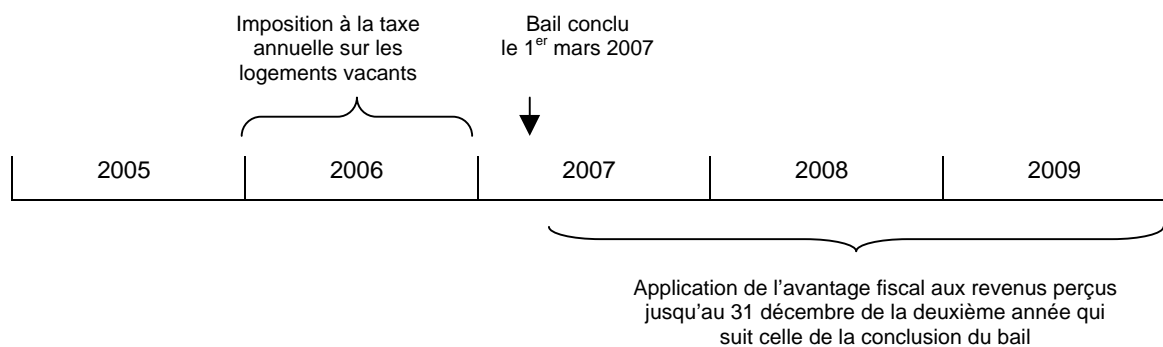 Imposition à la taxe
annuelle sur les
logements vacants
Bail conclu
le 1er mars 2007
2005 2006 2007 2008 2009
Application de l'avantage fiscal aux revenus perçus
jusqu'au 31 décembre de la deuxième année qui
suit celle de la conclusion du bail